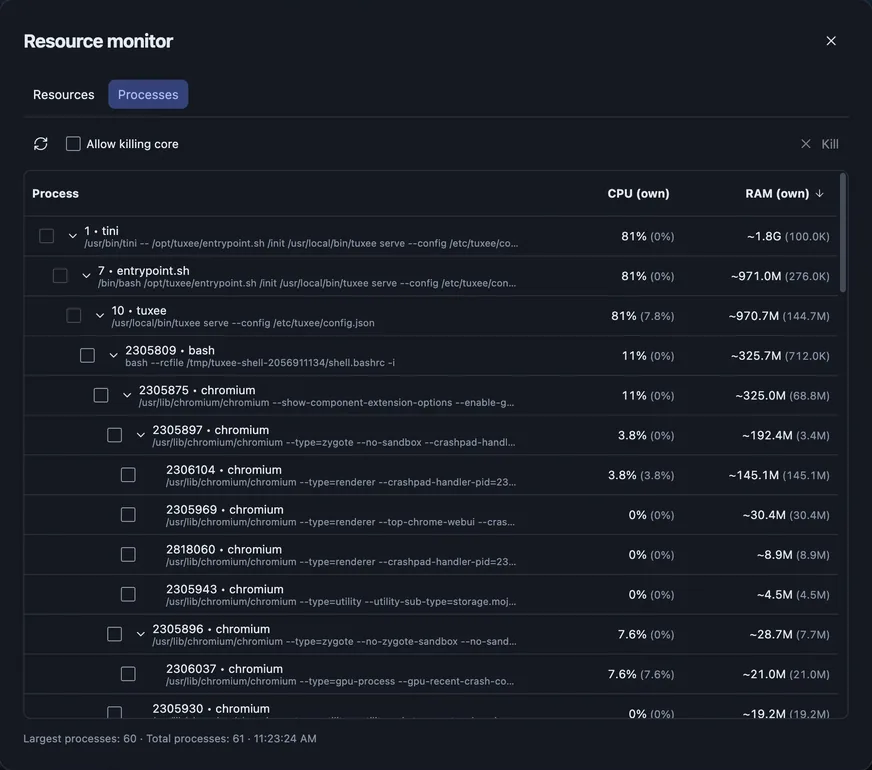 Resource monitor
Resources
Processes
Allow killing core
Kill
Process CPU (own) RAM (own)
1 • tini
/usr/bin/tini -- /opt/tuxee/entrypoint.sh /init /usr/local/bin/tuxee serve --config /etc/tuxee/co...
81% (0%) ~1.8G (100.0K)
7 • entrypoint.sh
/bin/bash /opt/tuxee/entrypoint.sh /init /usr/local/bin/tuxee serve --config /etc/tuxee/con...
81% (0%) ~971.0M (276.0K)
10 • tuxee
/usr/local/bin/tuxee serve --config /etc/tuxee/config.json
81% (7.8%) ~970.7M (144.7M)
2305809 • bash
bash --rcfile /tmp/tuxee-shell-2056911134/shell.bashrc -i
11% (0%) ~325.7M (712.0K)
2305875 • chromium
/usr/lib/chromium/chromium --show-component-extension-options --enable-g...
11% (0%) ~325.0M (68.8M)
2305897 • chromium
/usr/lib/chromium/chromium --type=zygote --no-sandbox --crashpad-handl...
3.8% (0%) ~192.4M (3.4M)
2306104 • chromium
/usr/lib/chromium/chromium --type=renderer --crashpad-handler-pid=23...
3.8% (3.8%) ~145.1M (145.1M)
2305969 • chromium
/usr/lib/chromium/chromium --type=renderer --top-chrome-webui --cras...
0% (0%) ~30.4M (30.4M)
2818060 • chromium
/usr/lib/chromium/chromium --type=renderer --crashpad-handler-pid=23...
0% (0%) ~8.9M (8.9M)
2305943 • chromium
/usr/lib/chromium/chromium --type=utility --utility-sub-type=storage.moj...
0% (0%) ~4.5M (4.5M)
2305896 • chromium
/usr/lib/chromium/chromium --type=zygote --no-zygote-sandbox --no-sand...
7.6% (0%) ~28.7M (7.7M)
2306037 • chromium
/usr/lib/chromium/chromium --type=gpu-process --gpu-recent-crash-co...
7.6% (7.6%) ~21.0M (21.0M)
2305930 • chromium
0% (0%) ~19.2M (19.2M)
Largest processes: 60 · Total processes: 61 · 11:23:24 AM